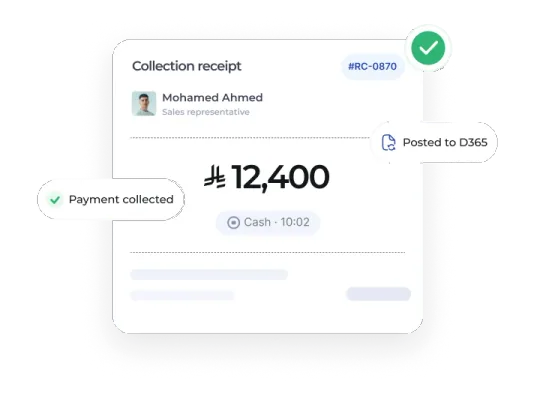 Collection receipt
#RC-0870
Mohamed Ahmed
Sales representative
Posted to D365
⃁ 12,400
Payment collected
Cash · 10:02